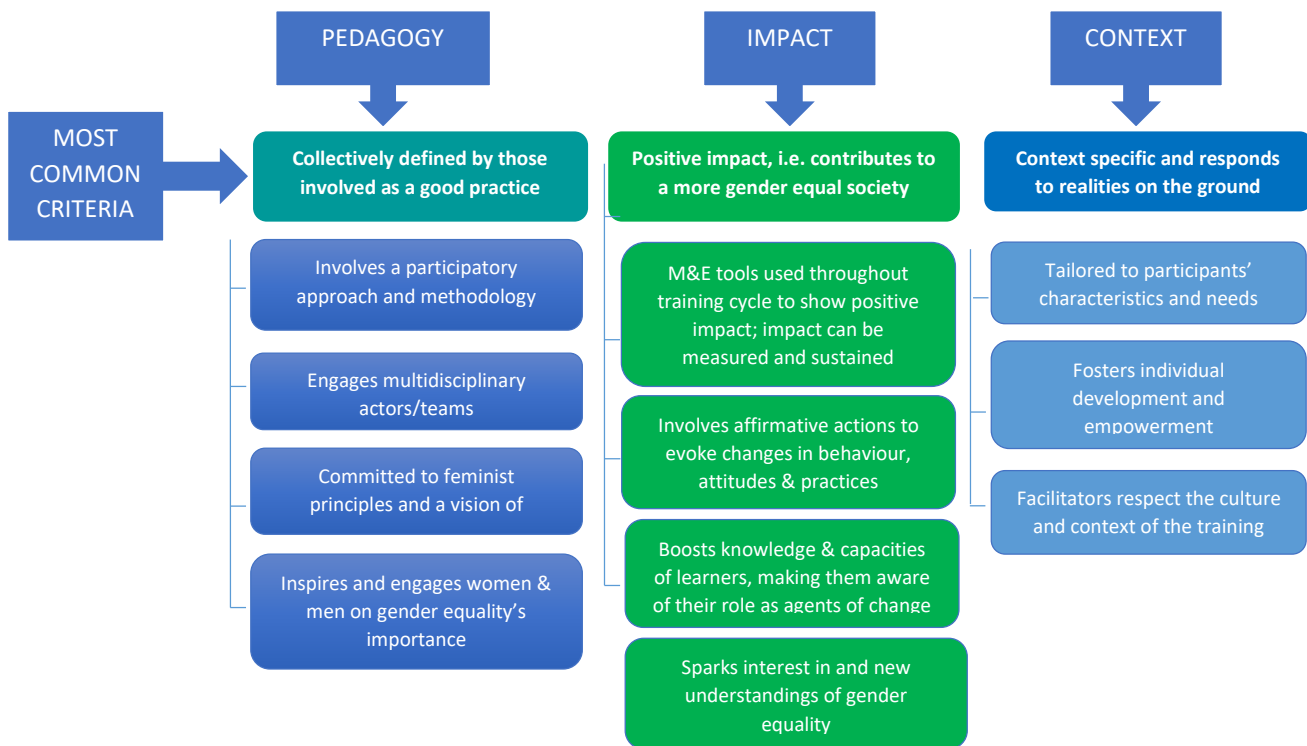 PEDAGOGY
IMPACT
CONTEXT
MOST
COMMON
CRITERIA
Collectively defined by those
involved as a good practice
Positive impact, i.e. contributes to
a more gender equal society
Context specific and responds
to realities on the ground
Involves a participatory
approach and methodology
Engages multidisciplinary
actors/teams
Committed to feminist
principles and a vision of
Inspires and engages women &
men on gender equality’s
importance
M&E tools used throughout
training cycle to show positive
impact; impact can be
measured and sustained
Involves affirmative actions to
evoke changes in behaviour,
attitudes & practices
Boosts knowledge & capacities
of learners, making them aware
of their role as agents of change
Sparks interest in and new
understandings of gender
equality
Tailored to participants’
characteristics and needs
Fosters individual
development and
empowerment
Facilitators respect the culture
and context of the training